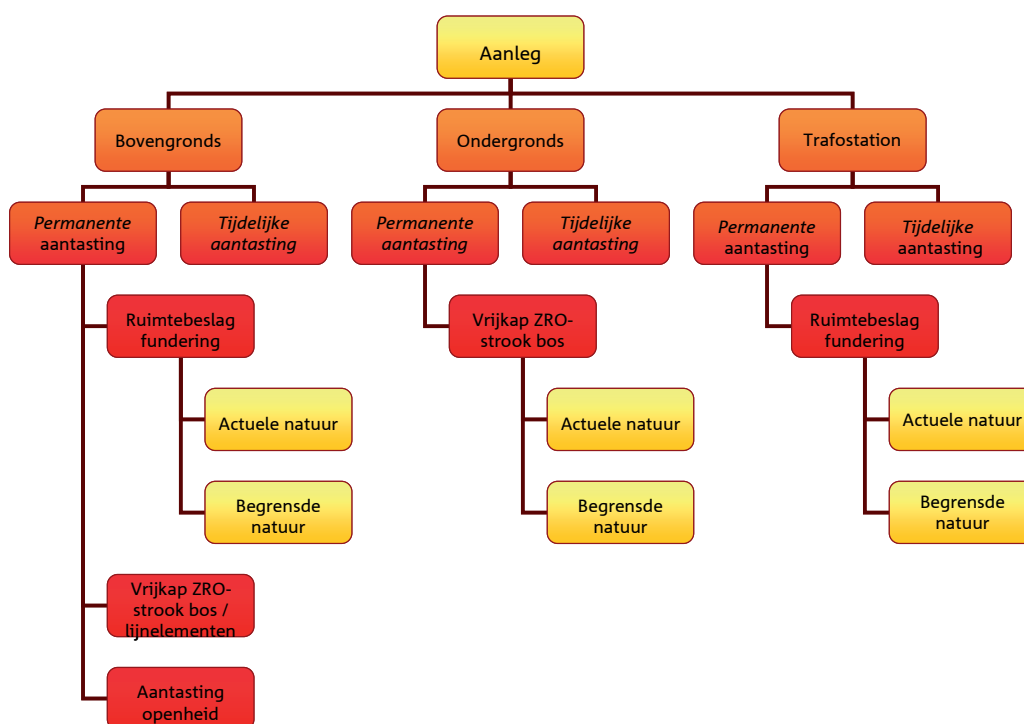 Aanleg
Bovengronds
Ondergronds
Trafostation
Permanente
aantasting
Tijdelijke
aantasting
Permanente
aantasting
Tijdelijke
aantasting
Permanente
aantasting
Tijdelijke
aantasting
Ruimtebeslag
fundering
Vrijkap ZRO-
strook bos
Ruimtebeslag
fundering
Actuele natuur
Actuele natuur
Actuele natuur
Begrensde
natuur
Begrensde
natuur
Begrensde
natuur
Vrijkap ZRO-
strook bos /
lijnelementen
Aantasting
openheid